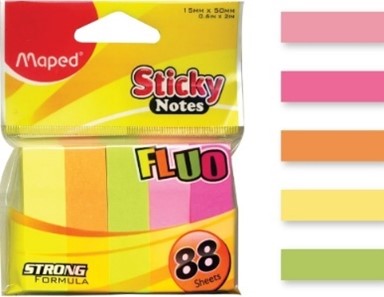 15MM X 50MM
0.6in x 2in
Maped
Sticky
Notes
FLUO
STRONG
FORMULA
88
Sheets